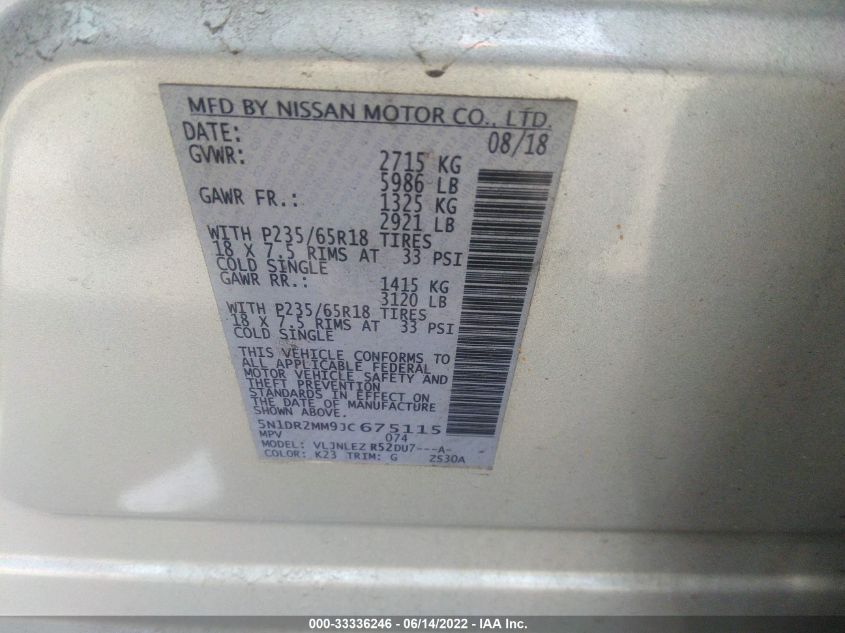 MFD BY NISSAN MOTOR CO., LTD.
DATE: 08/18
GVWR: 2715 KG
5986 LB
GAWR FR.: 1325 KG
2921 LB
WITH P235/65R18 TIRES
18 X 7.5 RIMS AT 33 PSI
COLD SINGLE
GAWR RR.: 1415 KG
3120 LB
WITH P235/65R18 TIRES
18 X 7.5 RIMS AT 33 PSI
COLD SINGLE
THIS VEHICLE CONFORMS TO
ALL APPLICABLE FEDERAL
MOTOR VEHICLE SAFETY AND
THEFT PREVENTION
STANDARDS IN EFFECT ON
THE DATE OF MANUFACTURE
SHOWN ABOVE.
5N1DR2MM9JC675115
MPV 074
MODEL: VLJNLEZ R52DU7---A-
COLOR: K23 TRIM: G ZS30A
000-33336246 - 06/14/2022 - IAA Inc.